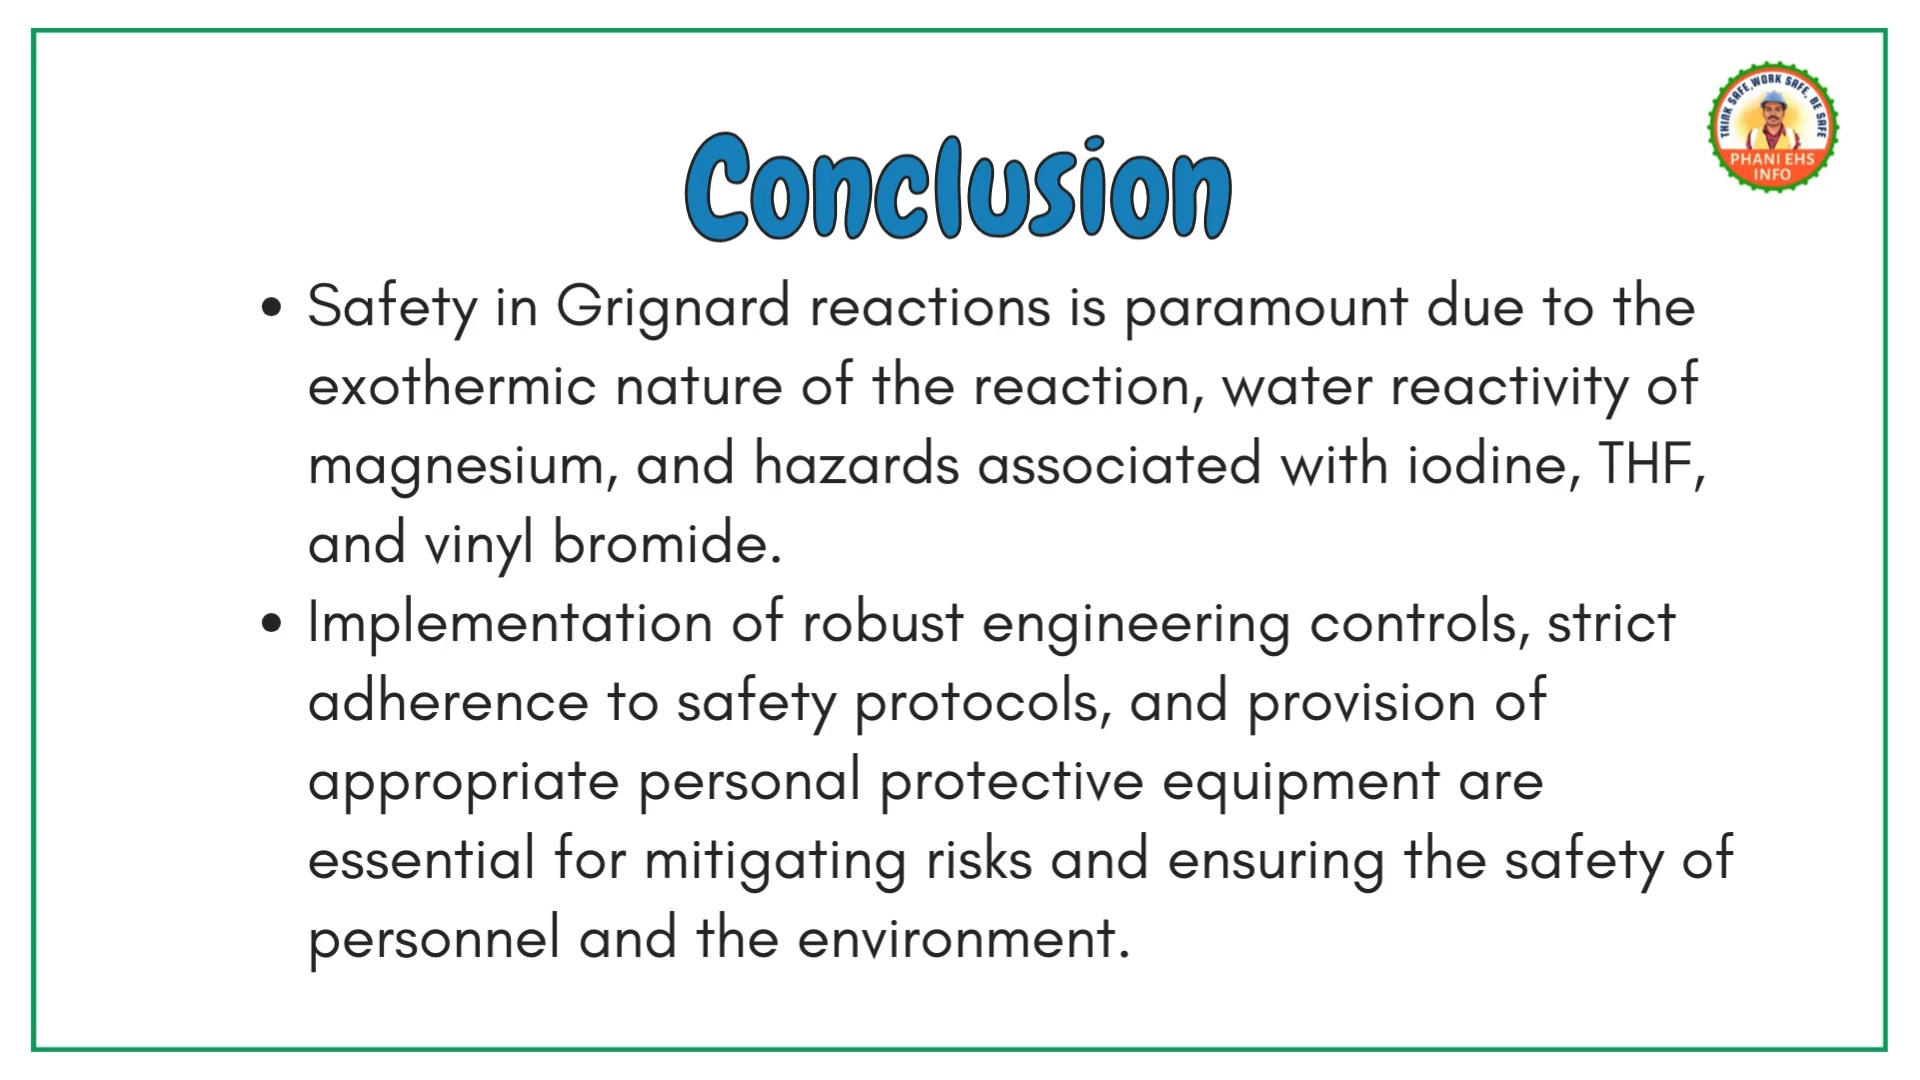 THINK SAFE,WORK SAFE, BE SAFE
PHANI EHS
INFO
Conclusion
• Safety in Grignard reactions is paramount due to the
exothermic nature of the reaction, water reactivity of
magnesium, and hazards associated with iodine, THF,
and vinyl bromide.
• Implementation of robust engineering controls, strict
adherence to safety protocols, and provision of
appropriate personal protective equipment are
essential for mitigating risks and ensuring the safety of
personnel and the environment.